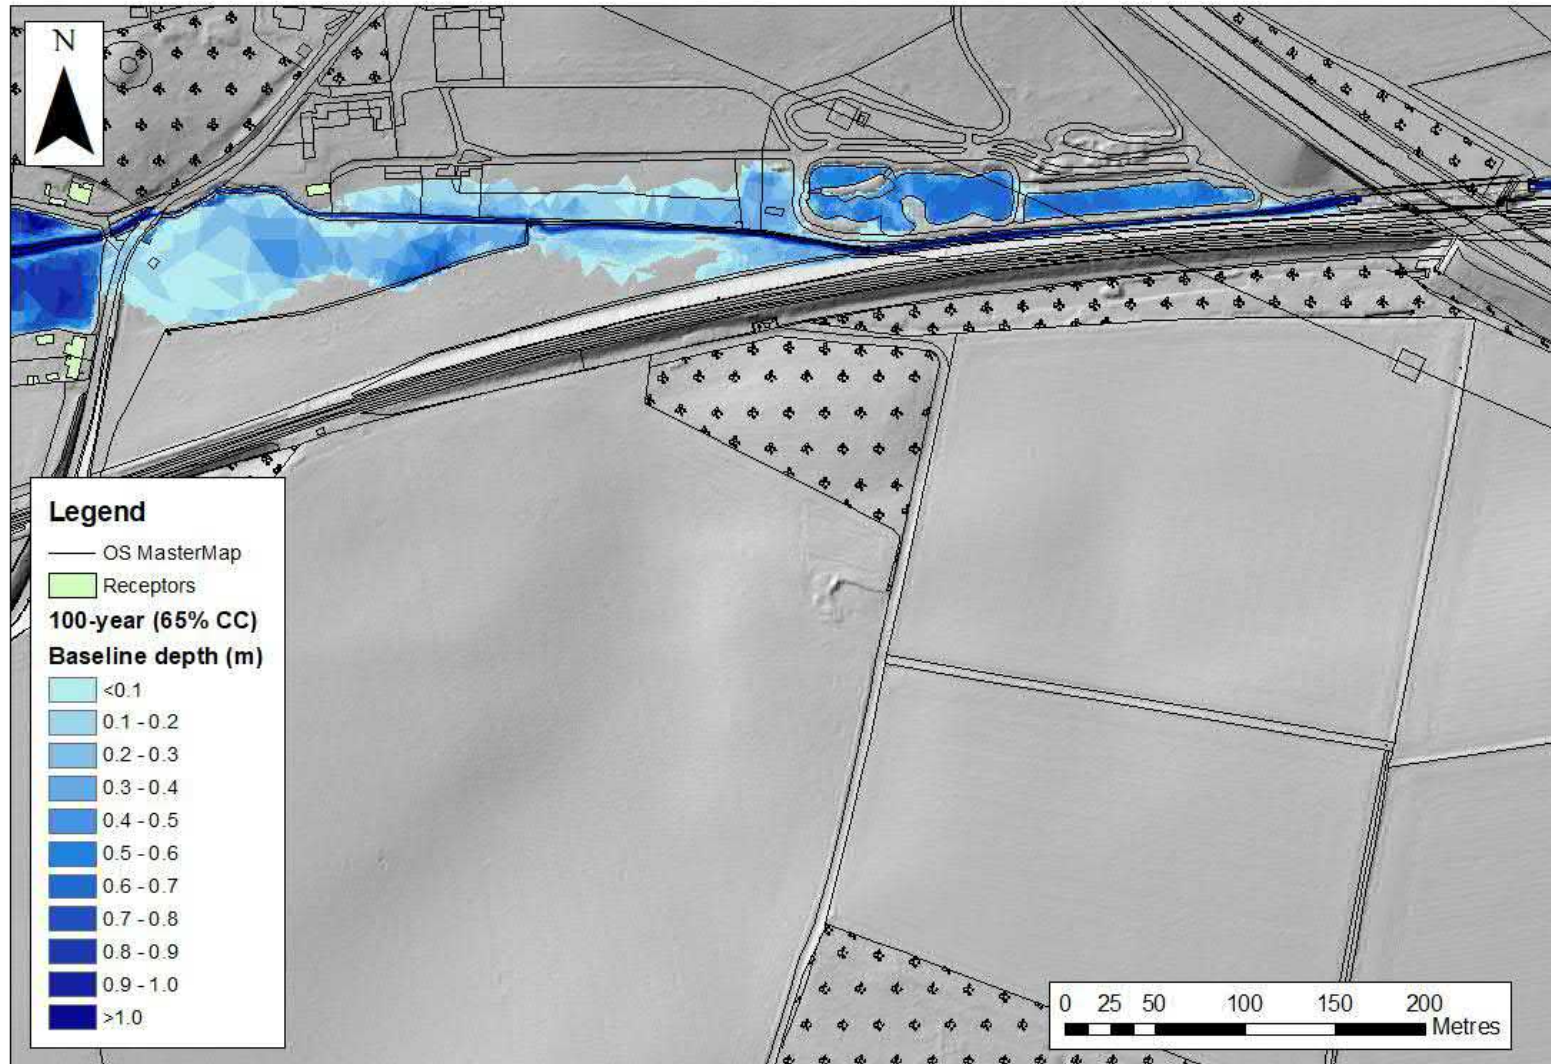 N
Legend
OS MasterMap
Receptors
100-year (65% CC)
Baseline depth (m)
<0.1
0.1 - 0.2
0.2 - 0.3
0.3 - 0.4
0.4 - 0.5
0.5 - 0.6
0.6 - 0.7
0.7 - 0.8
0.8 - 0.9
0.9 - 1.0
>1.0
0 25 50 100 150 200
Metres